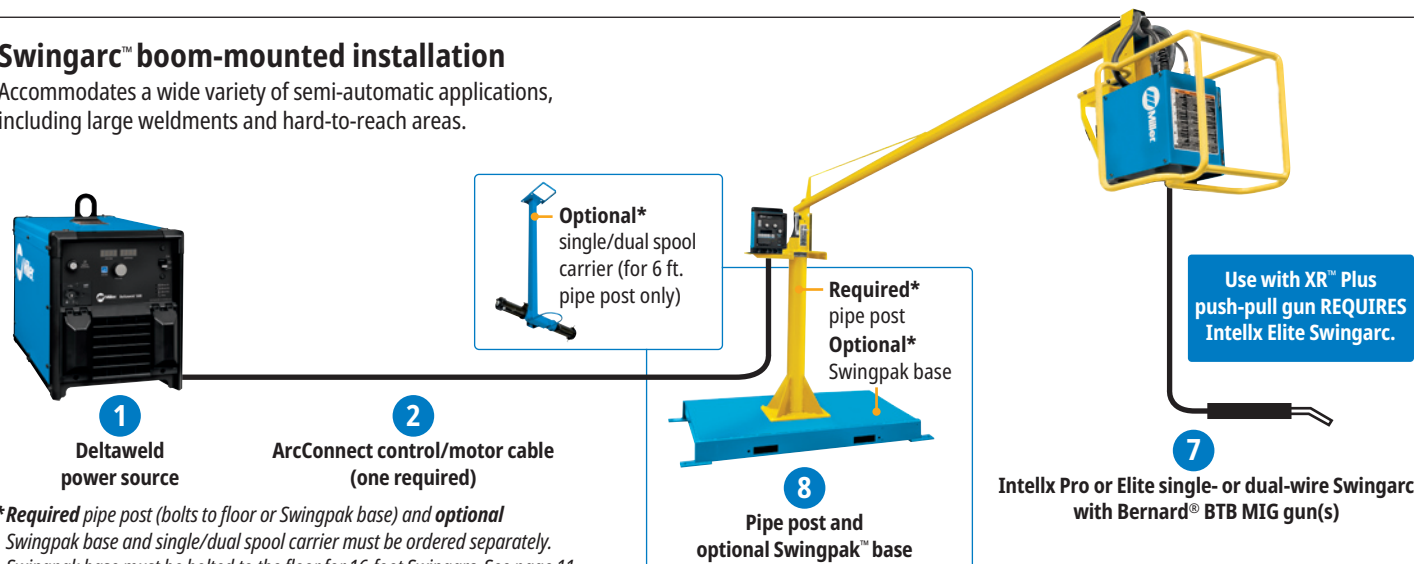 Swingarc™ boom-mounted installation
Accommodates a wide variety of semi-automatic applications,
including large weldments and hard-to-reach areas.
Optional*
single/dual spool
carrier (for 6 ft.
pipe post only)
Required*
pipe post
Optional*
Swingpak base
Miller
Use with XR™ Plus
push-pull gun REQUIRES
Intellx Elite Swingarc.
Miller
Miller
1
Deltaweld
power source
2
ArcConnect control/motor cable
(one required)
8
Pipe post and
optional Swingpak™ base
7
Intellx Pro or Elite single- or dual-wire Swingarc
with Bernard® BTB MIG gun(s)
*Required pipe post (bolts to floor or Swingpak base) and optional
Swingpak base and single/dual spool carrier must be ordered separately.